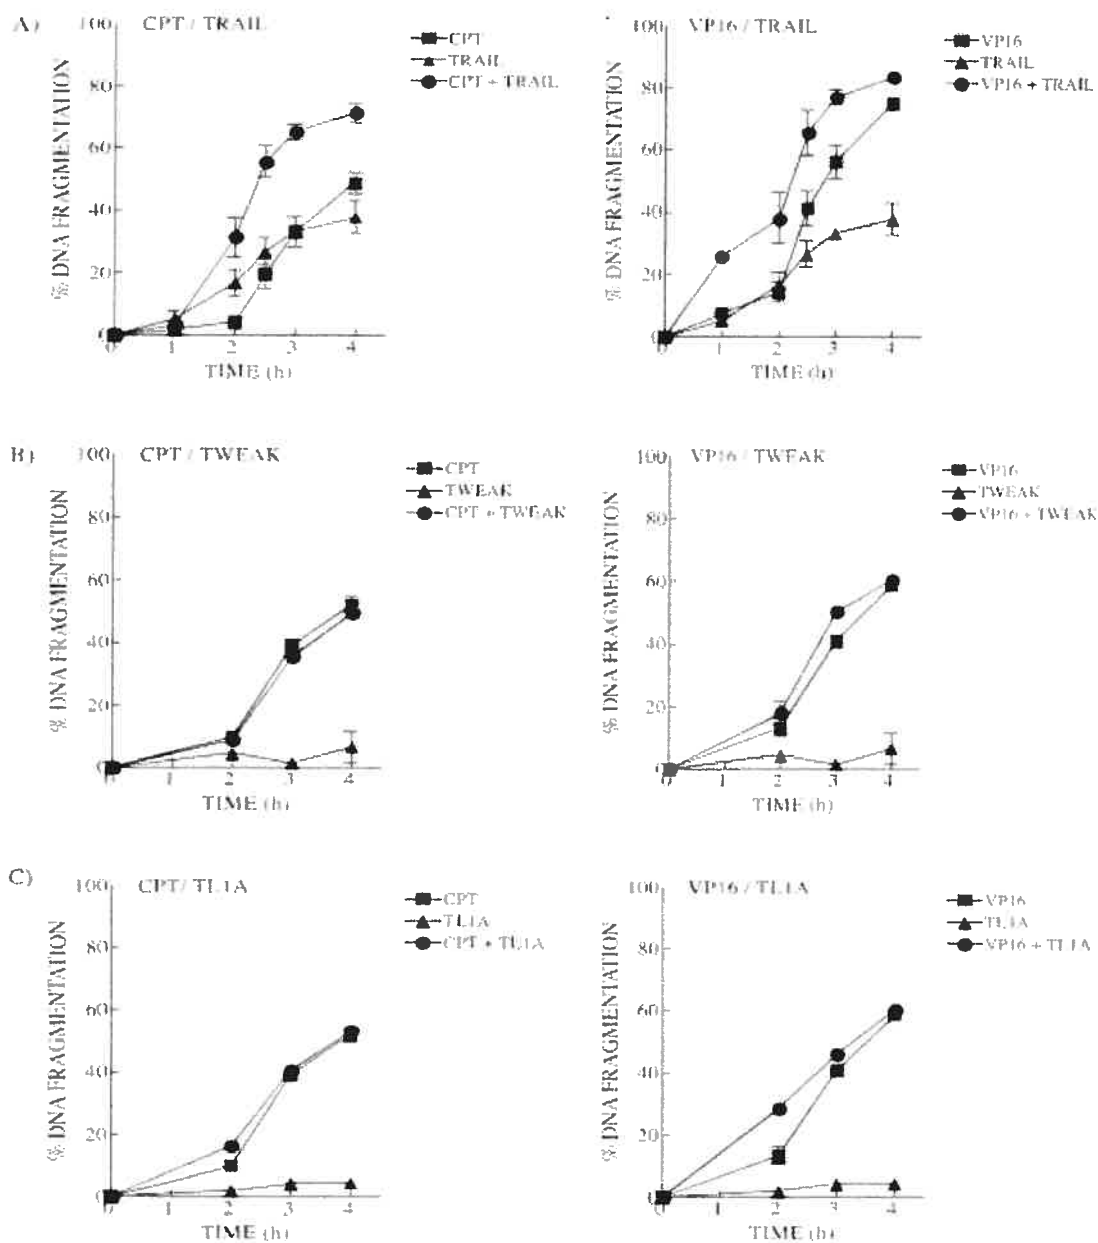 A)
CPT / TRAIL
100
80
60
40
20
0
% DNA FRAGMENTATION
0 1 2 3 4
TIME (h)
CPT
TRAIL
CPT + TRAIL
VP16 / TRAIL
100
80
60
40
20
0
% DNA FRAGMENTATION
0 1 2 3 4
TIME (h)
VP16
TRAIL
VP16 + TRAIL
B)
CPT / TWEAK
100
80
60
40
20
0
% DNA FRAGMENTATION
0 1 2 3 4
TIME (h)
CPT
TWEAK
CPT + TWEAK
VP16 / TWEAK
100
80
60
40
20
0
% DNA FRAGMENTATION
0 1 2 3 4
TIME (h)
VP16
TWEAK
VP16 + TWEAK
C)
CPT / TL1A
100
80
60
40
20
0
% DNA FRAGMENTATION
0 1 2 3 4
TIME (h)
CPT
TL1A
CPT + TL1A
VP16 / TL1A
100
80
60
40
20
0
% DNA FRAGMENTATION
0 1 2 3 4
TIME (h)
VP16
TL1A
VP16 + TL1A